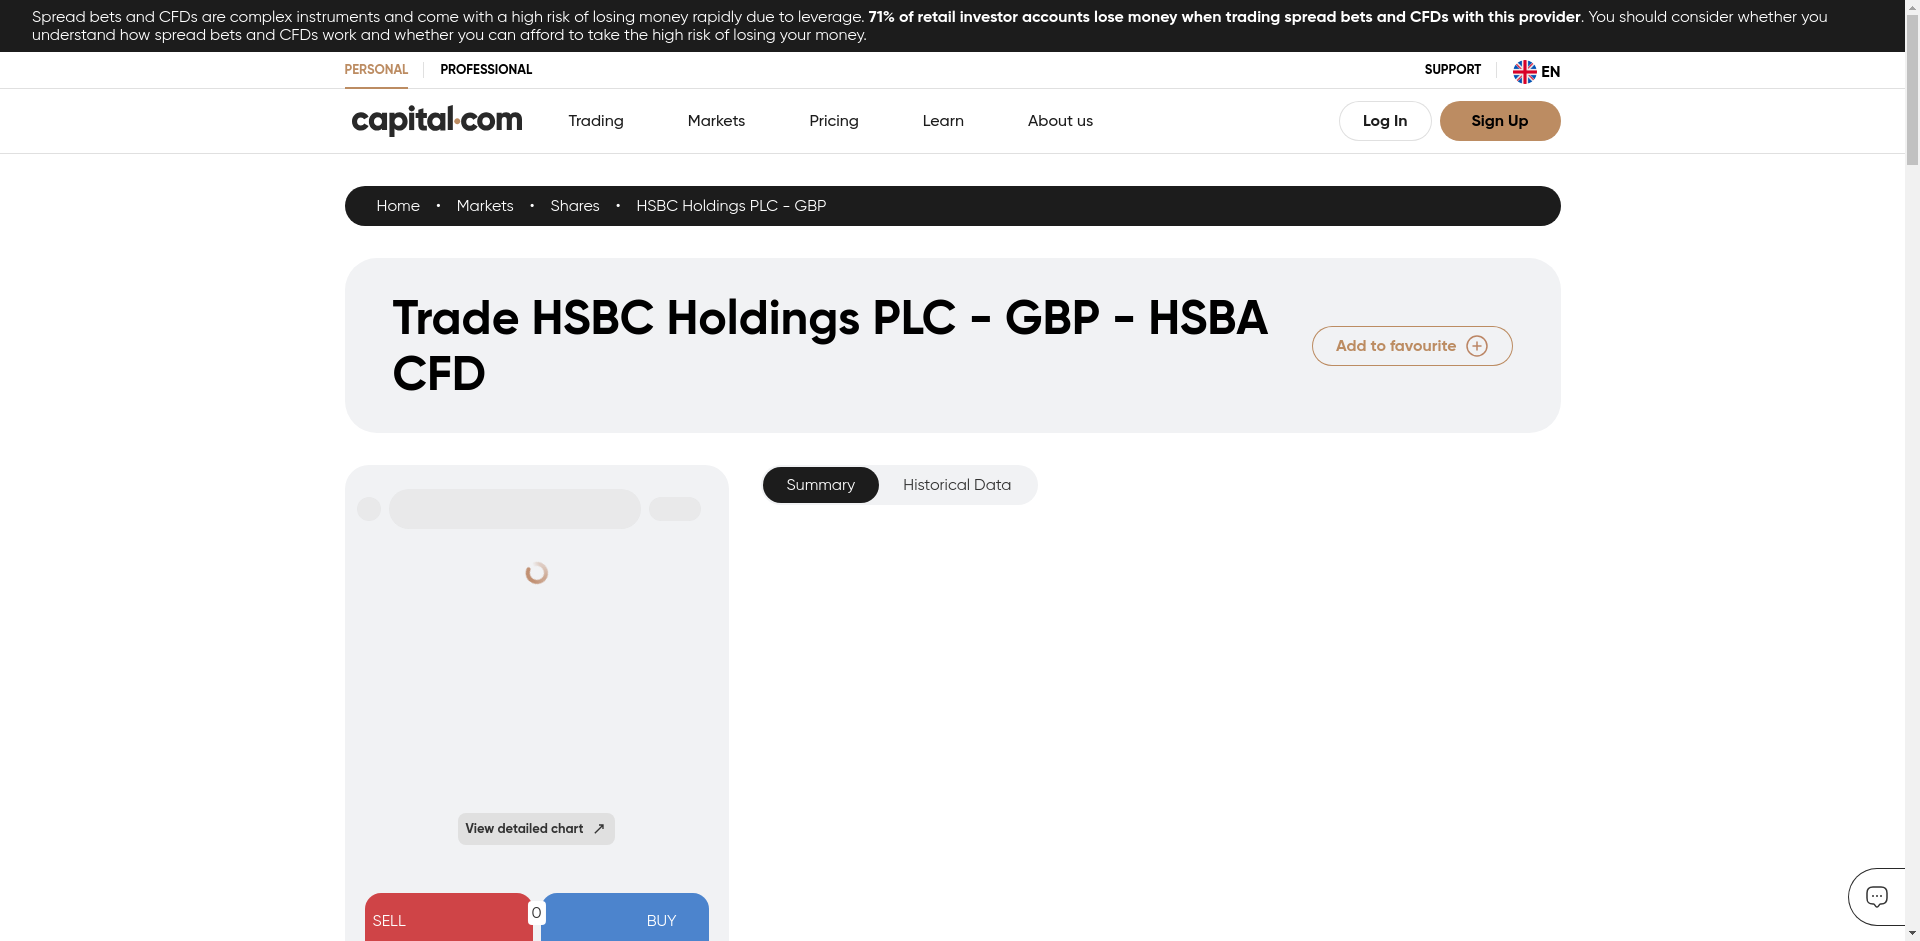 Spread bets and CFDs are complex instruments and come with a high risk of losing money rapidly due to leverage. 71% of retail investor accounts lose money when trading spread bets and CFDs with this provider. You should consider whether you
understand how spread bets and CFDs work and whether you can afford to take the high risk of losing your money.
PERSONAL PROFESSIONAL SUPPORT EN
capital.com Trading Markets Pricing Learn About us Log In Sign Up
Home • Markets • Shares • HSBC Holdings PLC - GBP
Trade HSBC Holdings PLC - GBP - HSBA
CFD
Add to favourite
Summary Historical Data
View detailed chart ↗
SELL 0 BUY